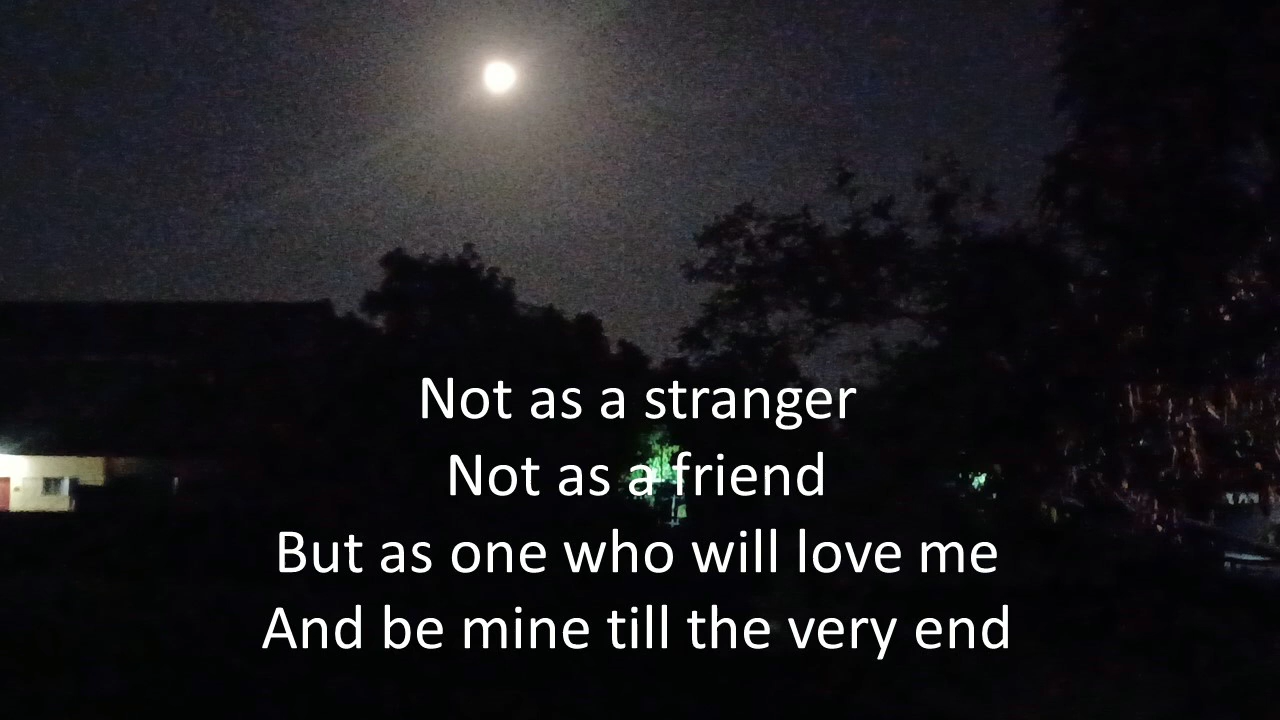 Not as a stranger
Not as a friend
But as one who will love me
And be mine till the very end